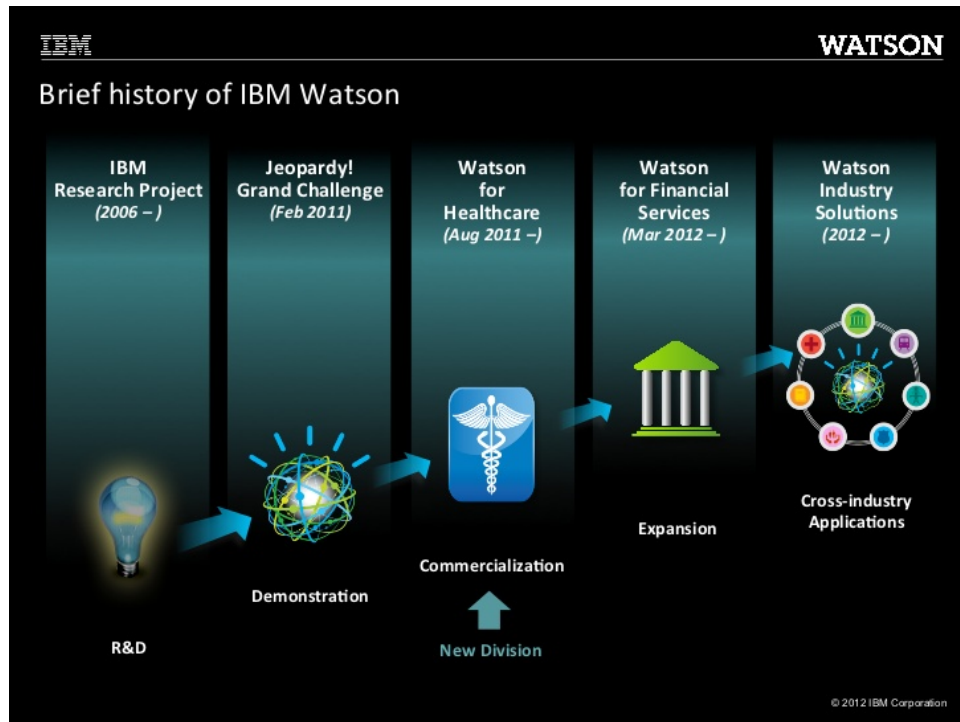 IBM
WATSON
Brief history of IBM Watson
IBM
Research Project
(2006 – )
Jeopardy!
Grand Challenge
(Feb 2011)
Watson
for
Healthcare
(Aug 2011 –)
Watson
for Financial
Services
(Mar 2012 – )
Watson
Industry
Solutions
(2012 – )
R&D
Demonstration
Commercialization
New Division
Expansion
Cross-industry
Applications
© 2012 IBM Corporation